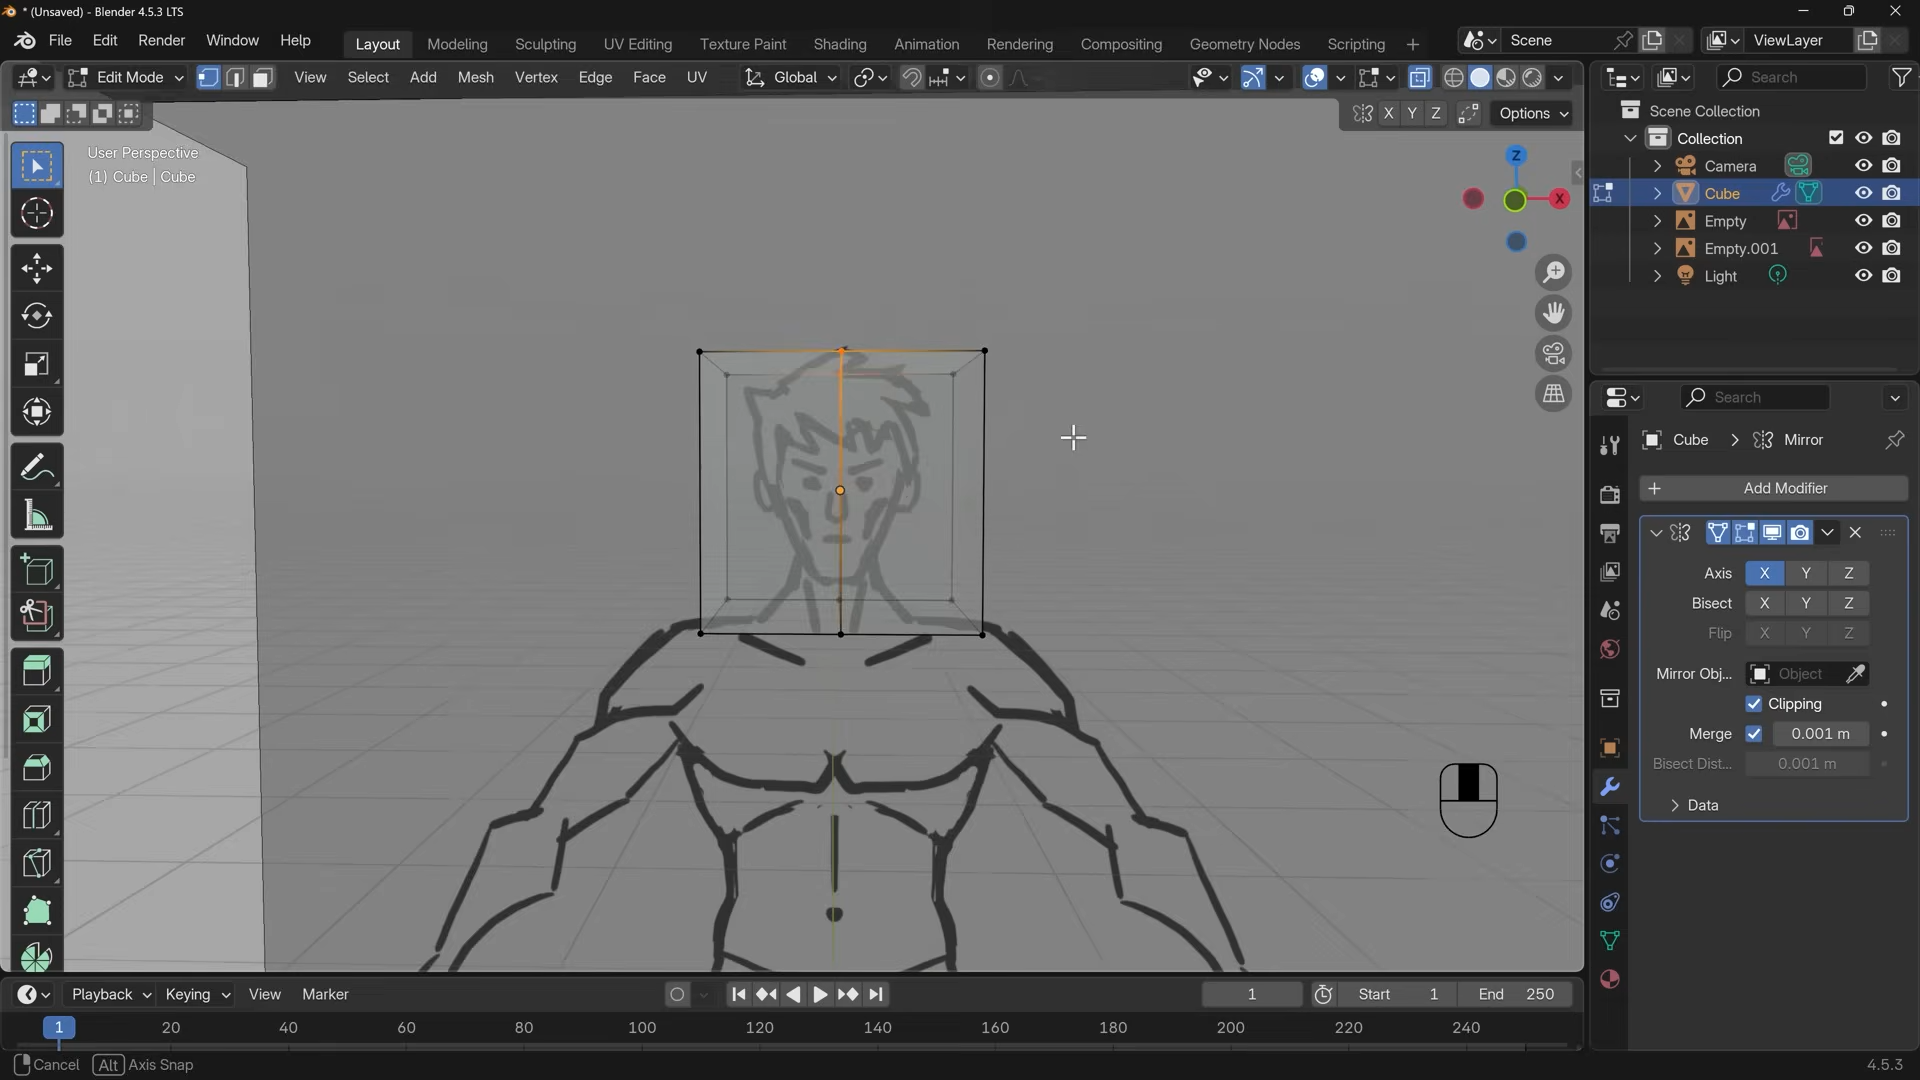 * (Unsaved) - Blender 4.5.3 LTS
File Edit Render Window Help
Layout Modeling Sculpting UV Editing Texture Paint Shading Animation Rendering Compositing Geometry Nodes Scripting +
Scene
ViewLayer
Edit Mode
View Select Add Mesh Vertex Edge Face UV
Global
Search
X Y Z
Options
User Perspective
(1) Cube | Cube
Z
X
Scene Collection
Collection
Camera
Cube
Empty
Empty.001
Light
Search
Cube > Mirror
+ Add Modifier
Axis X Y Z
Bisect X Y Z
Flip X Y Z
Mirror Obj... Object
Clipping
Merge 0.001 m
Bisect Dist... 0.001 m
Data
Playback Keying View Marker
1
Start 1
End 250
1 20 40 60 80 100 120 140 160 180 200 220 240
Cancel Alt Axis Snap
4.5.3